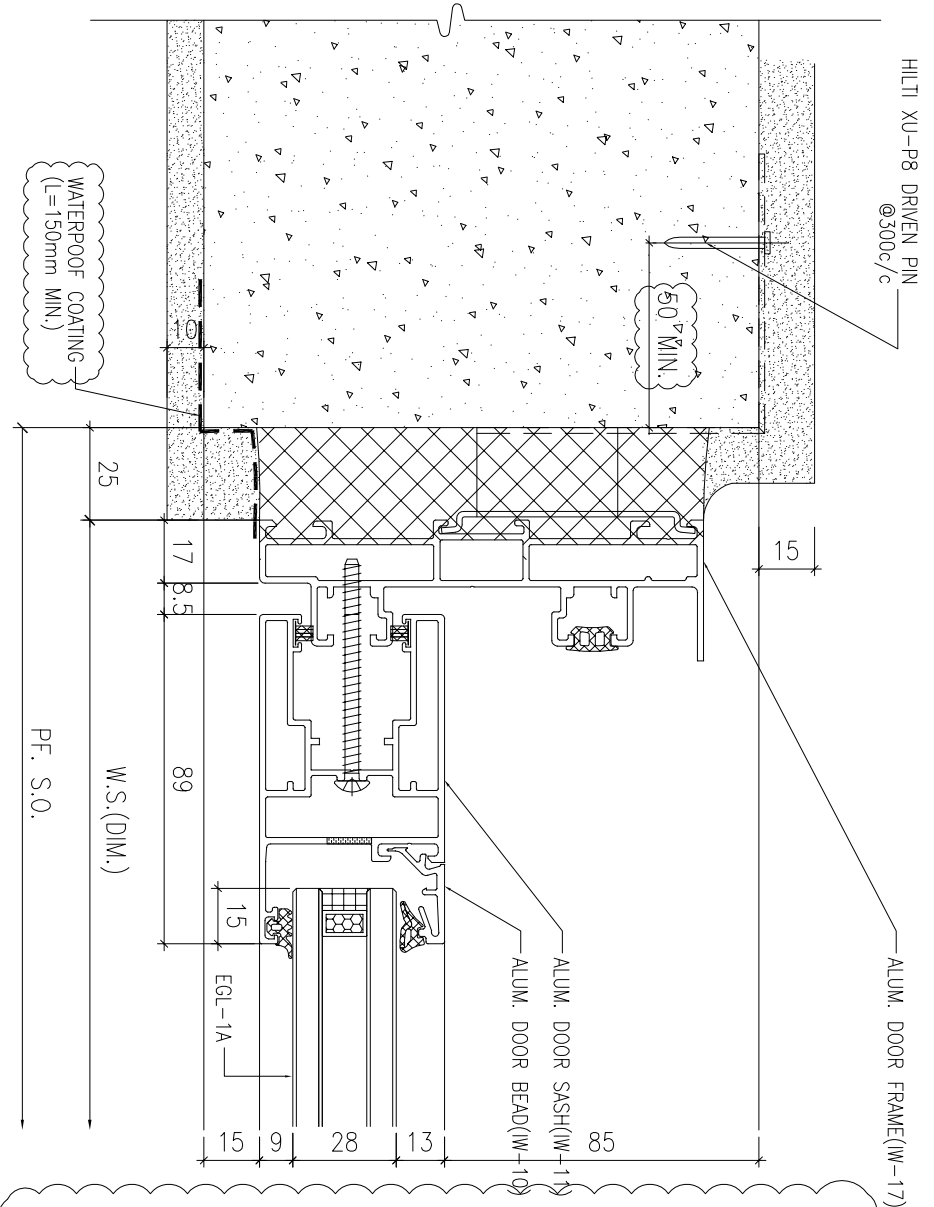 HILTI XU-P8 DRIVEN PIN
@300c/c
ALUM. DOOR FRAME(IW-17)
ALUM. DOOR SASH(IW-11)
ALUM. DOOR BEAD(IW-10)
50 MIN.
WATERPOOF COATING
(L=150mm MIN.)
10
25
17
8.5
89
15
15
W.S.(DIM.)
PF. S.O.
EGL-1A
15
9
28
13
85